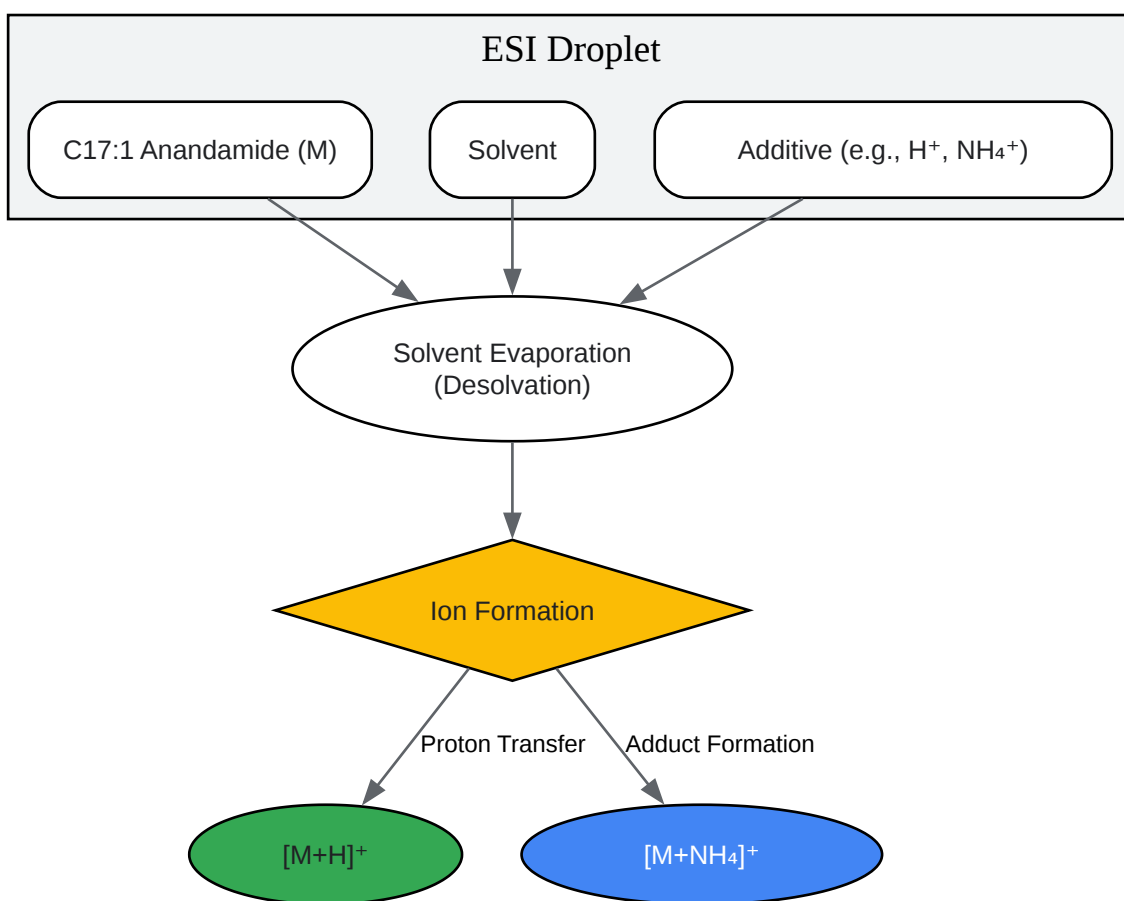 ESI Droplet
C17:1 Anandamide (M)
Solvent
Additive (e.g., H⁺, NH₄⁺)
Solvent Evaporation
(Desolvation)
Ion Formation
Proton Transfer
Adduct Formation
[M+H]⁺
[M+NH₄]⁺